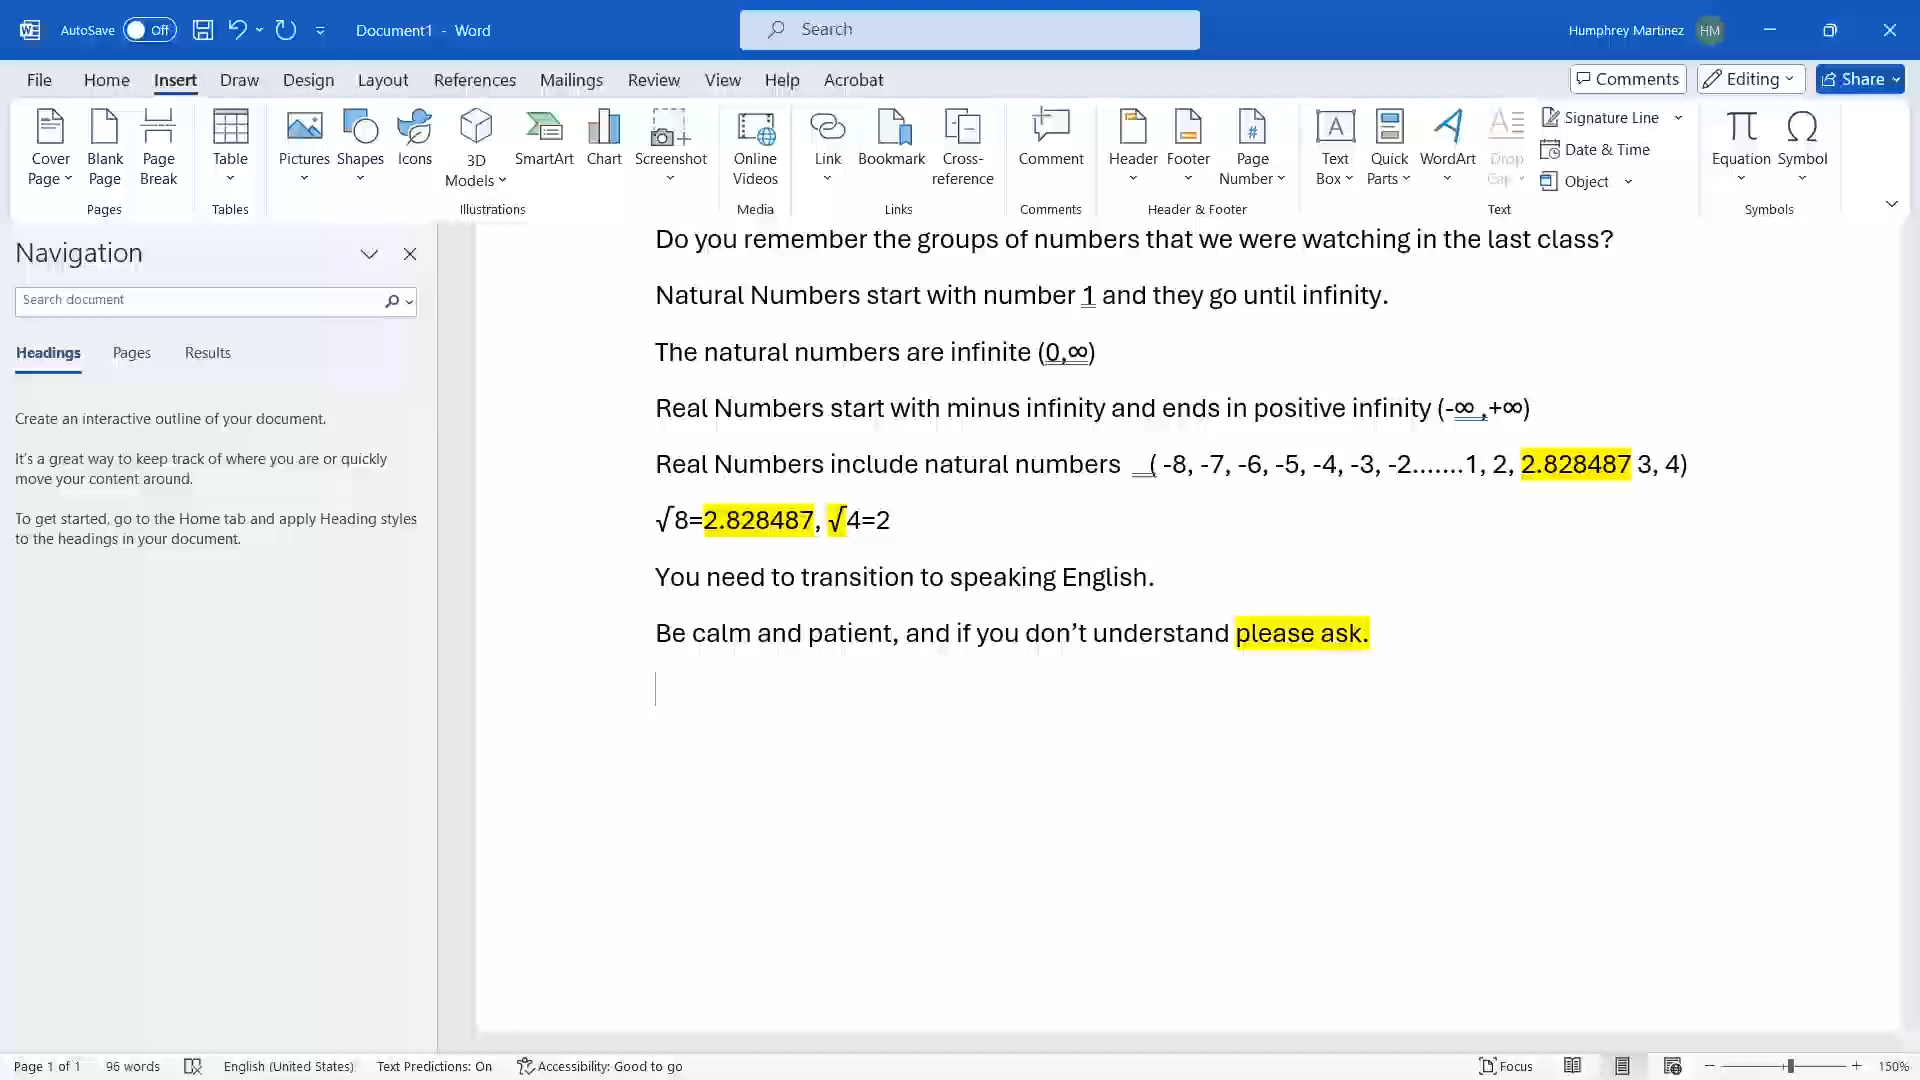 AutoSave Off Document1 - Word Search Humphrey Martinez HM
File Home Insert Draw Design Layout References Mailings Review View Help Acrobat Comments Editing Share
Cover Page Blank Page Page Break
Pages
Table
Tables
Pictures Shapes Icons 3D Models SmartArt Chart Screenshot
Illustrations
Online Videos
Media
Link Bookmark Cross-reference
Links
Comment
Comments
Header Footer Page Number
Header & Footer
Text Box Quick Parts WordArt Drop Cap
Signature Line
Date & Time
Object
Text
Equation Symbol
Symbols
Navigation
Search document
Headings Pages Results
Create an interactive outline of your document.
It's a great way to keep track of where you are or quickly
move your content around.
To get started, go to the Home tab and apply Heading styles
to the headings in your document.
Do you remember the groups of numbers that we were watching in the last class?
Natural Numbers start with number 1 and they go until infinity.
The natural numbers are infinite (0,∞)
Real Numbers start with minus infinity and ends in positive infinity (-∞ ,+∞)
Real Numbers include natural numbers ( -8, -7, -6, -5, -4, -3, -2.......1, 2, 2.828487 3, 4)
√8=2.828487, √4=2
You need to transition to speaking English.
Be calm and patient, and if you don’t understand please ask.
Page 1 of 1 96 words English (United States) Text Predictions: On Accessibility: Good to go Focus 150%